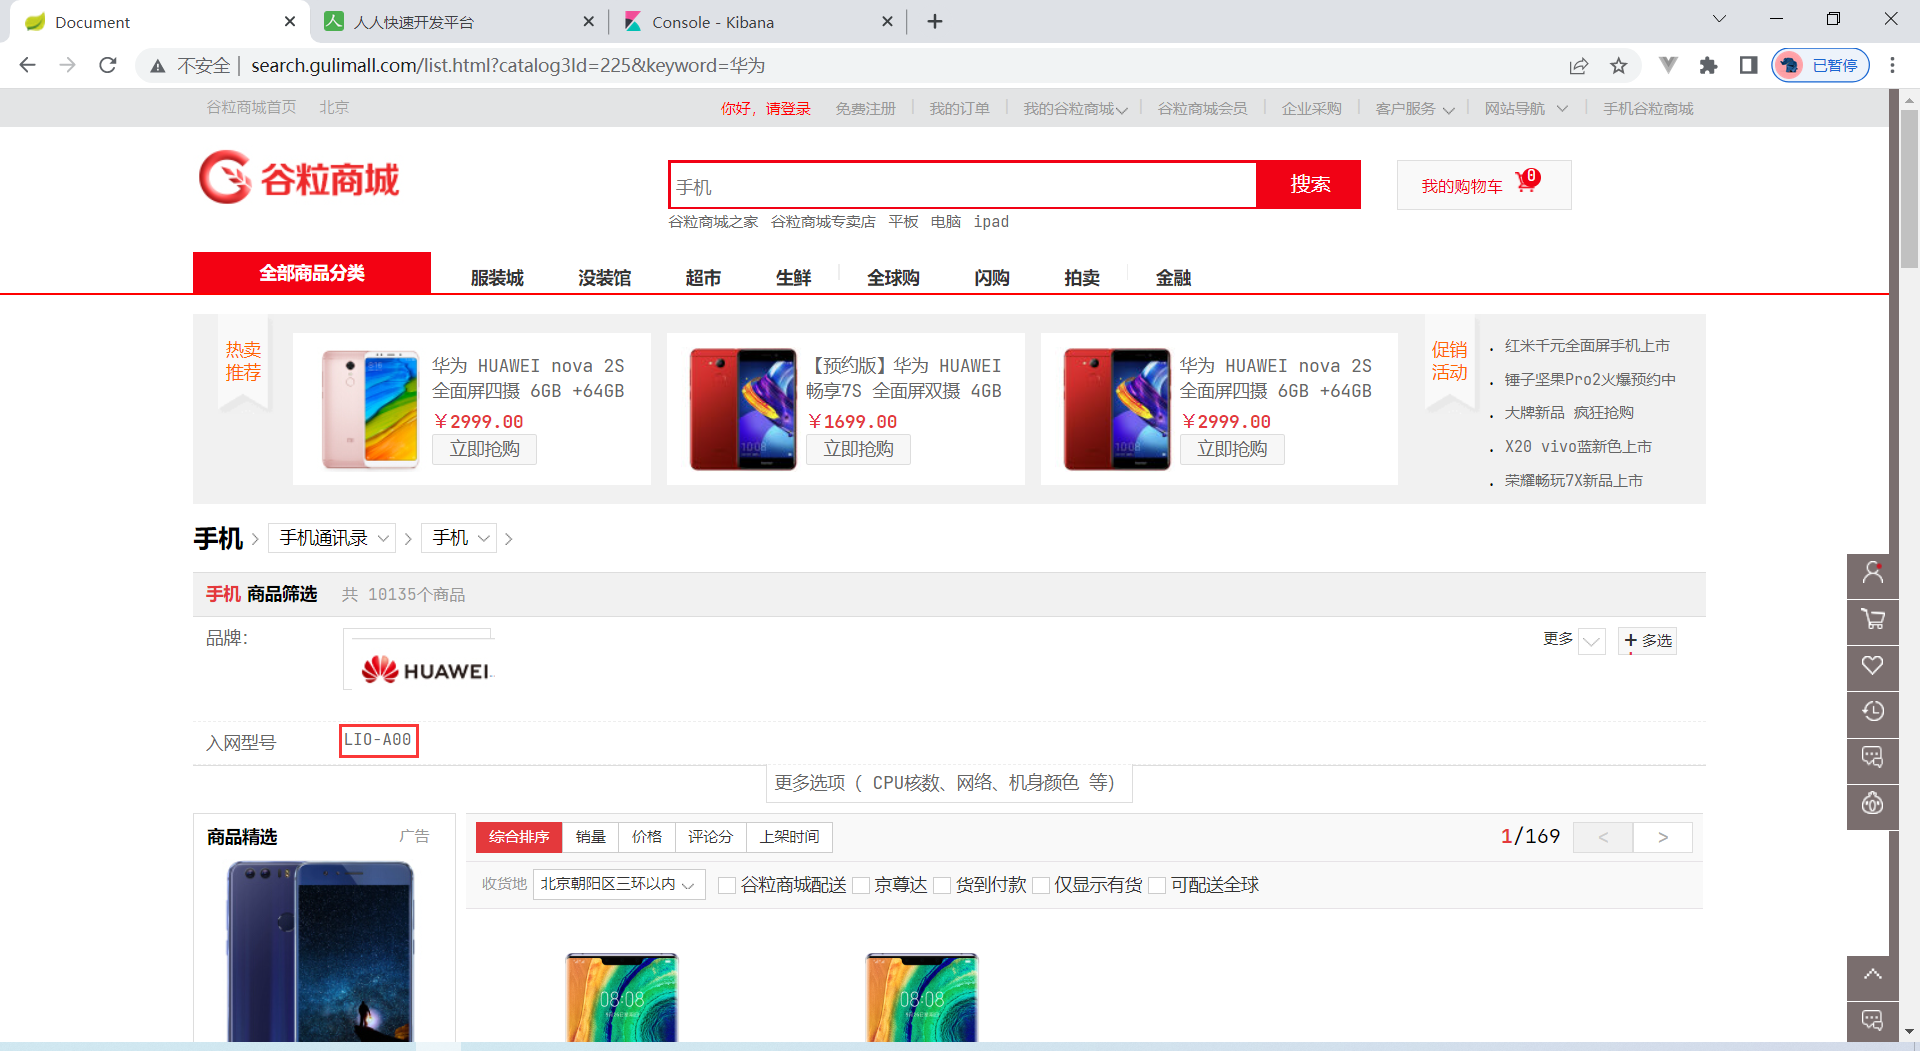 Document
人人快速开发平台
Console - Kibana
不安全
search.gulimall.com/list.html?catalog3Id=225&keyword=华为
已暂停
谷粒商城首页 北京
你好，请登录 免费注册 我的订单 我的谷粒商城 谷粒商城会员 企业采购 客户服务 网站导航 手机谷粒商城
谷粒商城
手机
搜索
我的购物车 0
谷粒商城之家 谷粒商城专卖店 平板 电脑 ipad
全部商品分类 服装城 没装馆 超市 生鲜 全球购 闪购 拍卖 金融
热卖
推荐
华为 HUAWEI nova 2S
全面屏四摄 6GB +64GB
￥2999.00
立即抢购
【预约版】华为 HUAWEI
畅享7S 全面屏双摄 4GB
￥1699.00
立即抢购
华为 HUAWEI nova 2S
全面屏四摄 6GB +64GB
￥2999.00
立即抢购
促销
活动
. 红米千元全面屏手机上市
. 锤子坚果Pro2火爆预约中
. 大牌新品 疯狂抢购
. X20 vivo蓝新色上市
. 荣耀畅玩7X新品上市
手机 > 手机通讯录 > 手机 >
手机 商品筛选 共 10135个商品
品牌：
HUAWEI
更多 + 多选
入网型号 LIO-A00
更多选项 ( CPU核数、网络、机身颜色 等)
商品精选 广告
综合排序 销量 价格 评论分 上架时间
1/169 < >
收货地 北京朝阳区三环以内 谷粒商城配送 京尊达 货到付款 仅显示有货 可配送全球
08:08
08:08